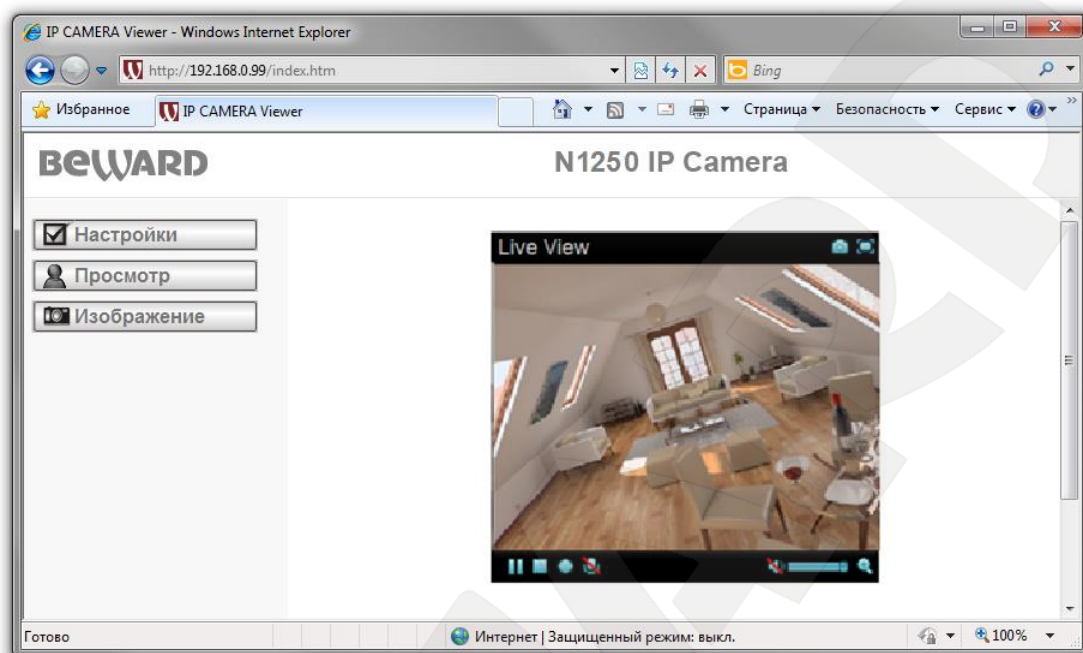 IP CAMERA Viewer - Windows Internet Explorer
http://192.168.0.99/index.htm
Bing
Избранное
IP CAMERA Viewer
Страница
Безопасность
Сервис
BEWARD
N1250 IP Camera
Настройки
Просмотр
Изображение
Live View
Готово
Интернет | Защищенный режим: выкл.
100%